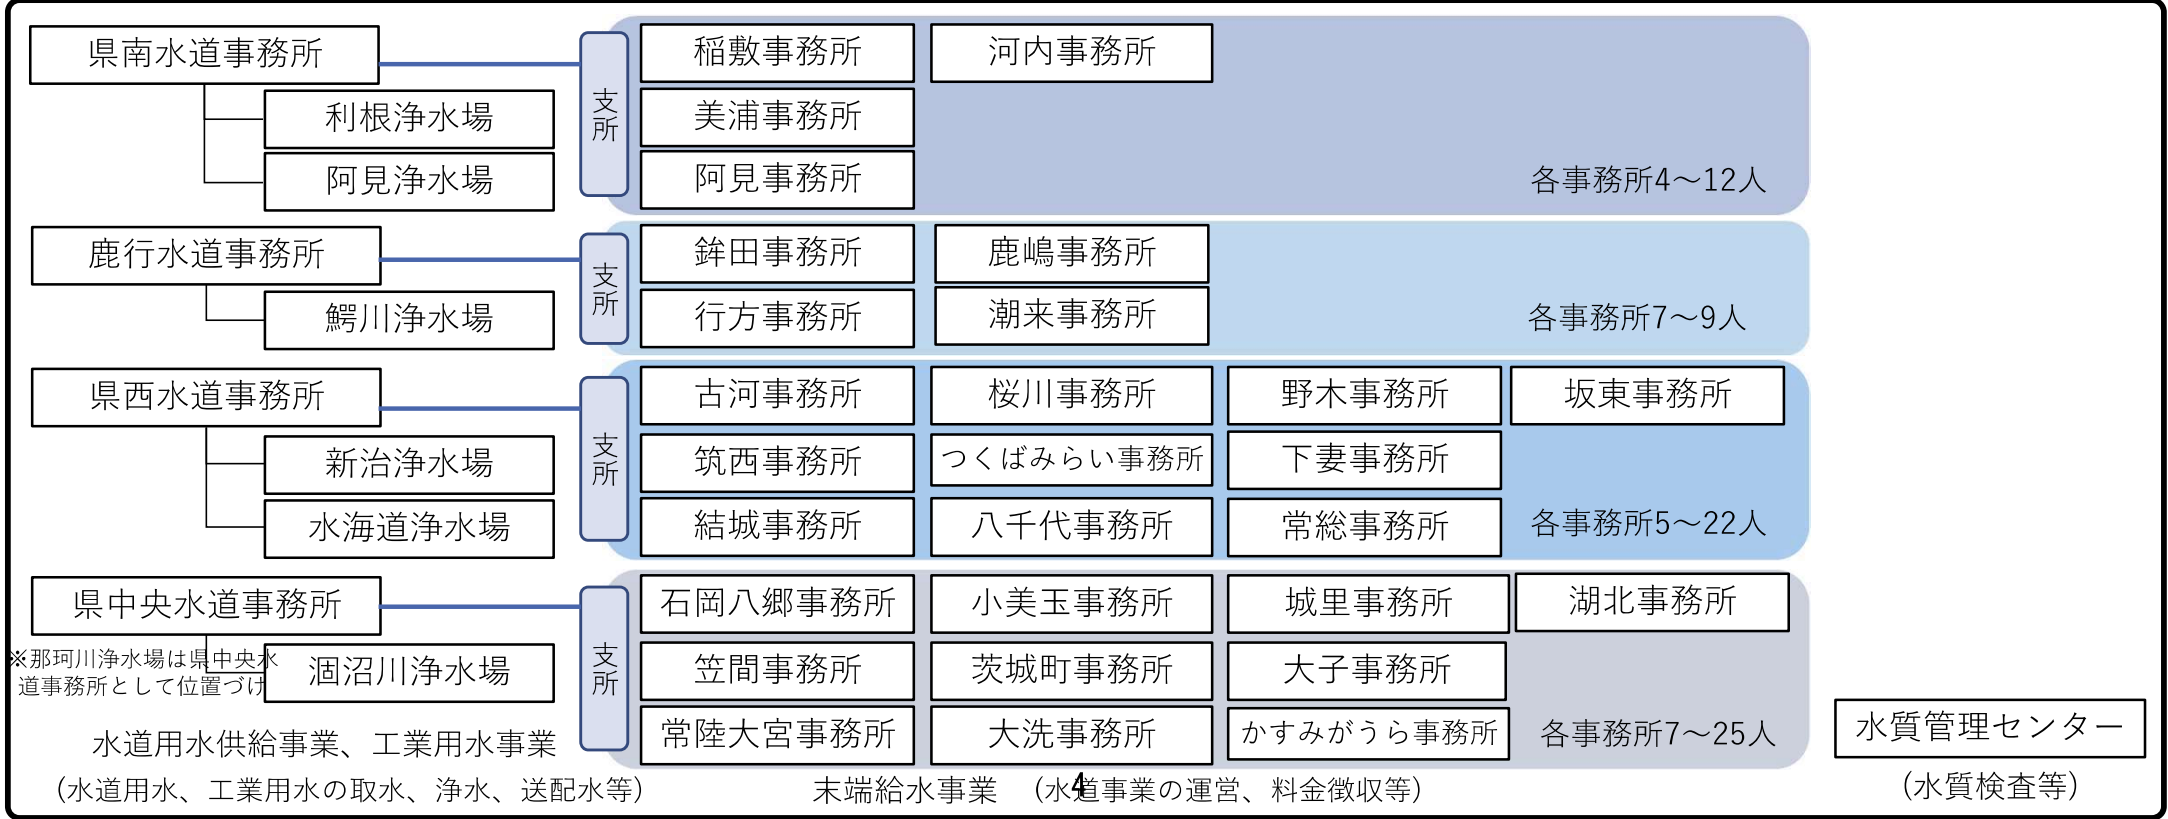 県南水道事務所
利根浄水場
阿見浄水場
支所
稲敷事務所
河内事務所
美浦事務所
阿見事務所
各事務所4～12人
鹿行水道事務所
鰐川浄水場
支所
鉾田事務所
鹿嶋事務所
行方事務所
潮来事務所
各事務所7～9人
県西水道事務所
新治浄水場
水海道浄水場
支所
古河事務所
桜川事務所
野木事務所
坂東事務所
筑西事務所
つくばみらい事務所
下妻事務所
結城事務所
八千代事務所
常総事務所
各事務所5～22人
県中央水道事務所
涸沼川浄水場
※那珂川浄水場は県中央水
道事務所として位置づけ
支所
石岡八郷事務所
小美玉事務所
城里事務所
湖北事務所
笠間事務所
茨城町事務所
大子事務所
常陸大宮事務所
大洗事務所
かすみがうら事務所
各事務所7～25人
水道用水供給事業、工業用水事業
（水道用水、工業用水の取水、浄水、送配水等）
末端給水事業　（水道事業の運営、料金徴収等）
4
水質管理センター
（水質検査等）